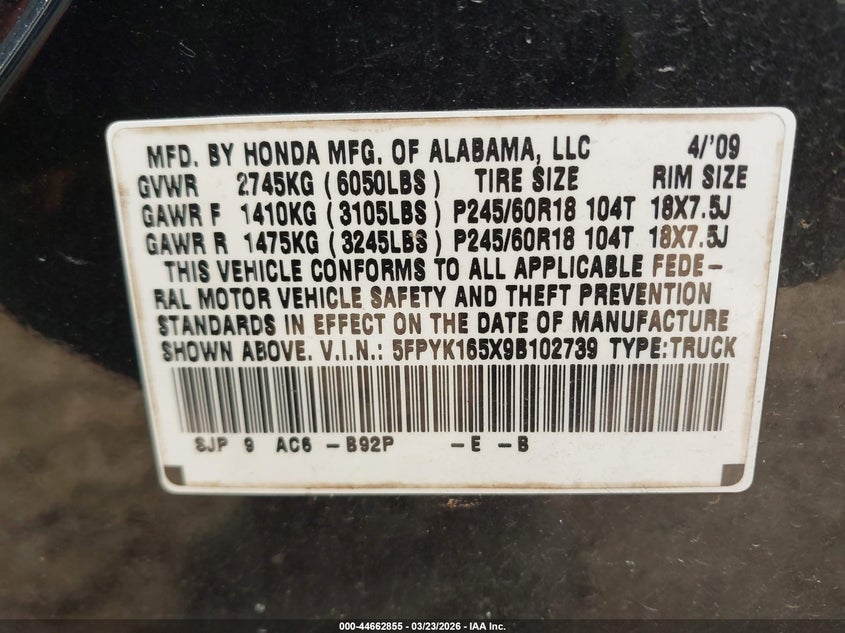 MFD. BY HONDA MFG. OF ALABAMA, LLC 4/'09
GVWR 2745KG (6050LBS) TIRE SIZE RIM SIZE
GAWR F 1410KG (3105LBS) P245/60R18 104T 18X7.5J
GAWR R 1475KG (3245LBS) P245/60R18 104T 18X7.5J
THIS VEHICLE CONFORMS TO ALL APPLICABLE FEDE-
RAL MOTOR VEHICLE SAFETY AND THEFT PREVENTION
STANDARDS IN EFFECT ON THE DATE OF MANUFACTURE
SHOWN ABOVE. V.I.N.: 5FPYK165X9B102739 TYPE:TRUCK
SJP 9 AC6 -B92P -E -B
000-44662855 | 03/23/2026 - IAA Inc.